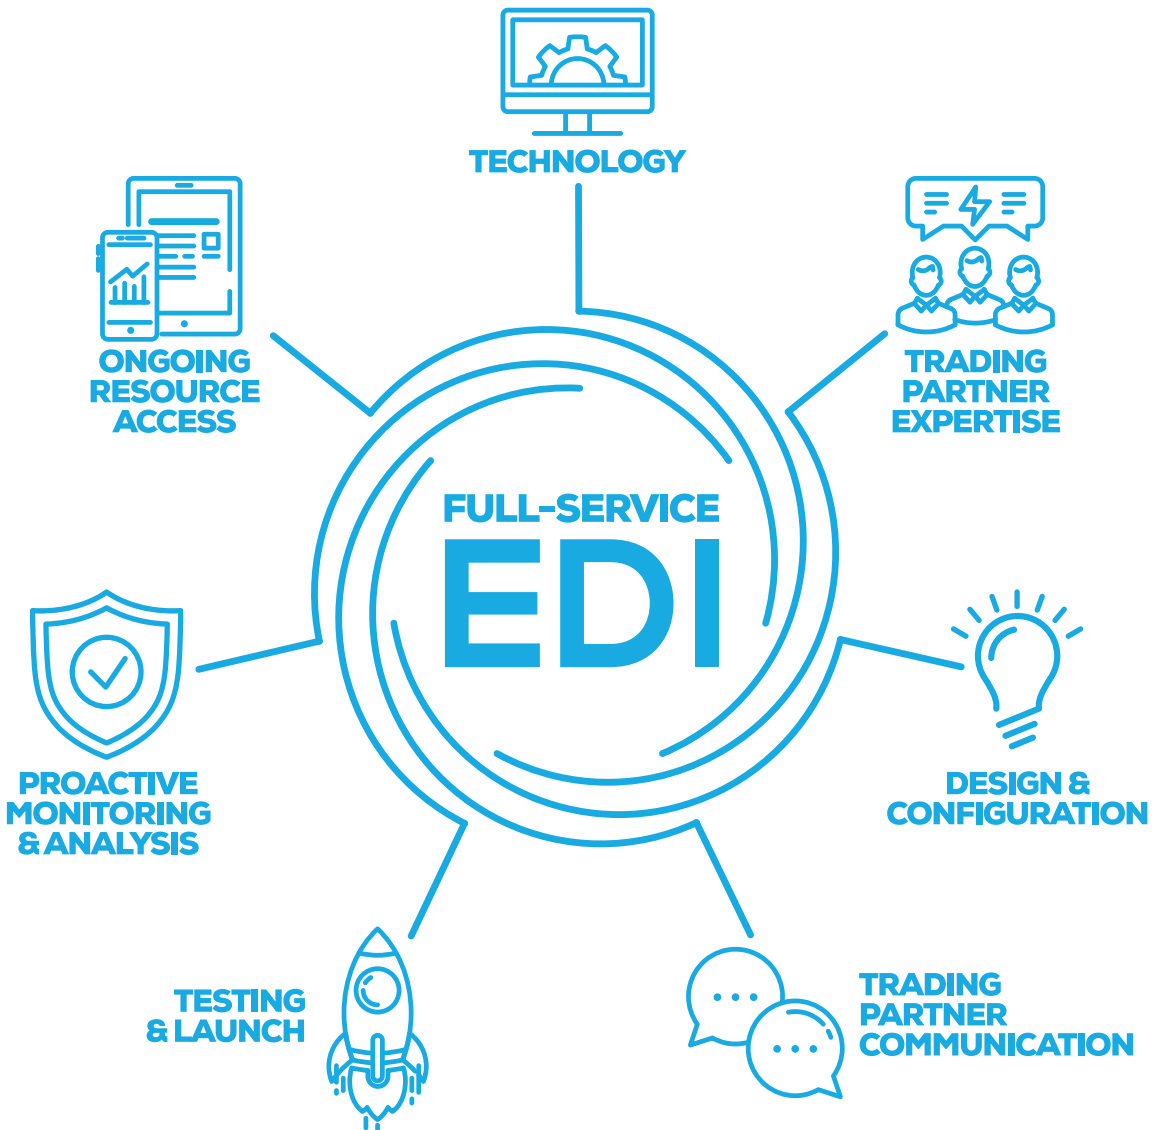 TECHNOLOGY
TRADING
PARTNER
EXPERTISE
DESIGN &
CONFIGURATION
TRADING
PARTNER
COMMUNICATION
TESTING
& LAUNCH
PROACTIVE
MONITORING
& ANALYSIS
ONGOING
RESOURCE
ACCESS
FULL-SERVICE
EDI